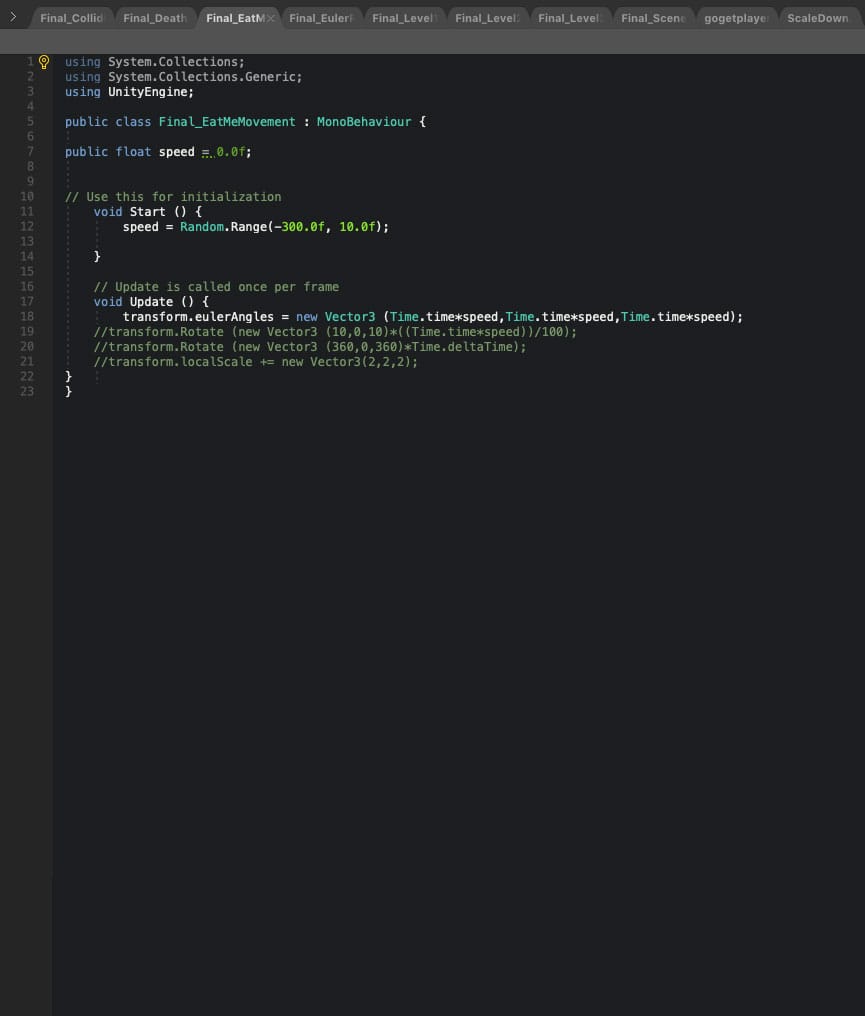 Final_Collid Final_Death Final_EatM Final_Euler Final_Level Final_Level Final_Level Final_Scene gogetplayer ScaleDown
1 using System.Collections;
2 using System.Collections.Generic;
3 using UnityEngine;
4
5 public class Final_EatMeMovement : MonoBehaviour {
6
7 public float speed = 0.0f;
8
9
10 // Use this for initialization
11 void Start () {
12 speed = Random.Range(-300.0f, 10.0f);
13
14 }
15
16 // Update is called once per frame
17 void Update () {
18 transform.eulerAngles = new Vector3 (Time.time*speed,Time.time*speed,Time.time*speed);
19 //transform.Rotate (new Vector3 (10,0,10)*((Time.time*speed))/100);
20 //transform.Rotate (new Vector3 (360,0,360)*Time.deltaTime);
21 //transform.localScale += new Vector3(2,2,2);
22 }
23 }